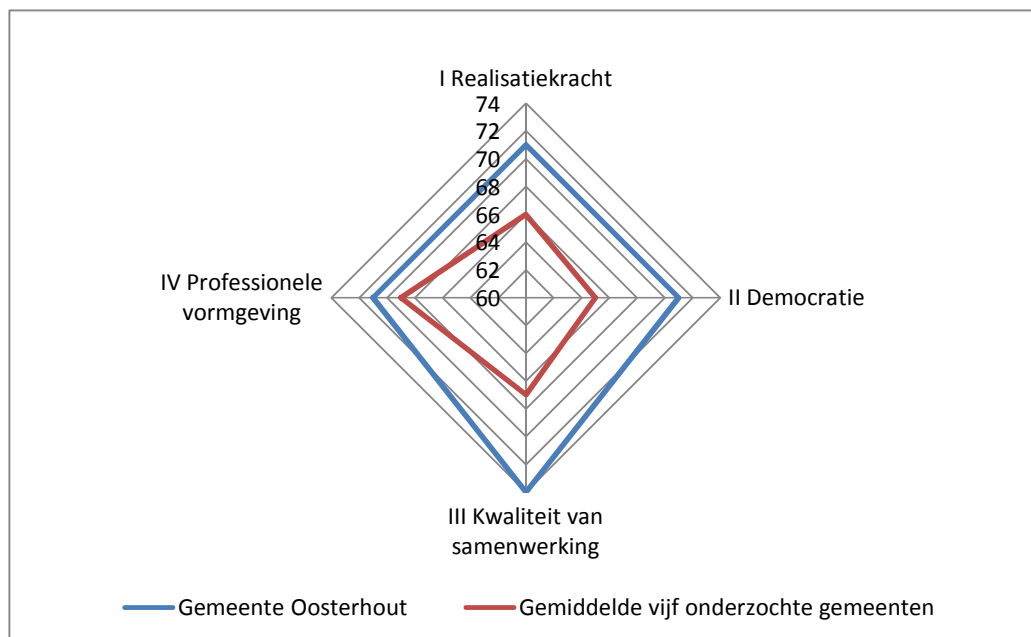 I Realisatiekracht
74
72
70
68
66
64
62
60
IV Professionele
vormgeving
II Democratie
III Kwaliteit van
samenwerking
Gemeente Oosterhout
Gemiddelde vijf onderzochte gemeenten